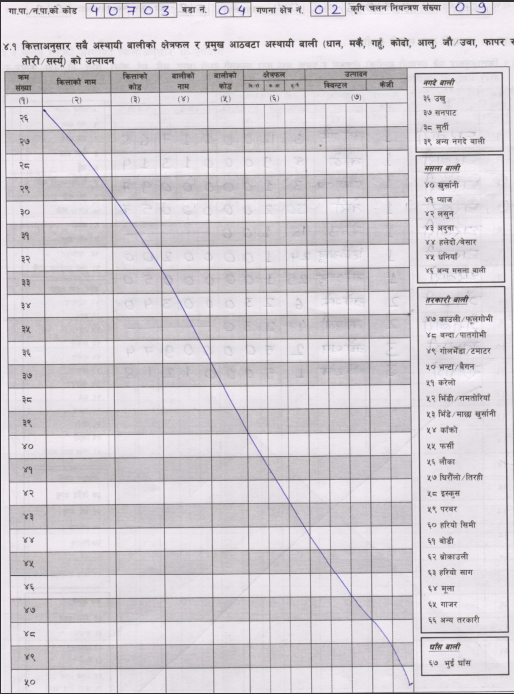 गा.पा./न.पा.को कोड 4 0 7 0 3 वडा नं. 0 4 गणना क्षेत्र नं. 0 2 कृषि चलन नियन्त्रण संख्या 0 9
४.१ कित्ताअनुसार सबै अस्थायी बालीको क्षेत्रफल र प्रमुख आठवटा अस्थायी बाली (धान, मकै, गहुँ, कोदो, आलु, जौ/उवा, फापर
तोरी/सर्स्यु) को उत्पादन
क्रम संख्या कित्ताको नाम कित्ताको कोड बालीको नाम बालीको कोड क्षेत्रफल उत्पादन
क्विन्टल केजी
(१) (२) (३) (४) (५) (६) (७)
२६
२७
२८
२९
३०
३१
३२
३३
३४
३५
३६
३७
३८
३९
४०
४१
४२
४३
४४
४५
४६
४७
४८
४९
५०
नगदे बाली
३६ उखु
३७ सनपाट
३८ सुर्ती
३९ अन्य नगदे बाली
मसला बाली
४० खुर्सानी
४१ प्याज
४२ लसुन
४३ अदुवा
४४ हलेदो/बेसार
४५ धनियाँ
४६ अन्य मसला बाली
तरकारी बाली
४७ काउली/फूलगोभी
४८ बन्दा/पातगोभी
४९ गोलभेँडा/टमाटर
५० भन्टा/बैगन
५१ करेलो
५२ भिंडी/रामतोरियाँ
५३ भिँडे/माछा खुर्सानी
५४ काँक्रो
५५ फर्सी
५६ लौका
५७ घिरौंलो/तिरही
५८ इस्कुस
५९ परवर
६० हरियो सिमी
६१ बोडी
६२ ब्रोकाउली
६३ हरियो साग
६४ मूला
६५ गाजर
६६ अन्य तरकारी
घाँस बाली
६७ भुई घाँस